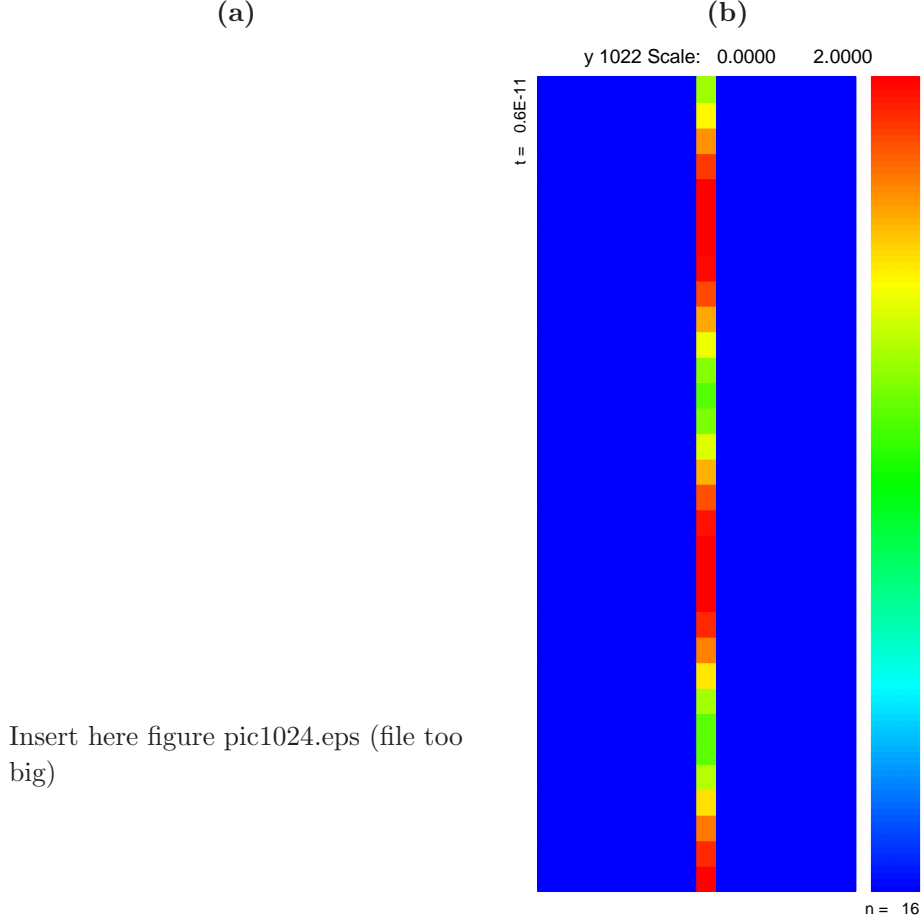 (a)
(b)
y 1022 Scale: 0.0000 2.0000
t = 0.6E-11
Insert here figure pic1024.eps (file too
big)
n = 16